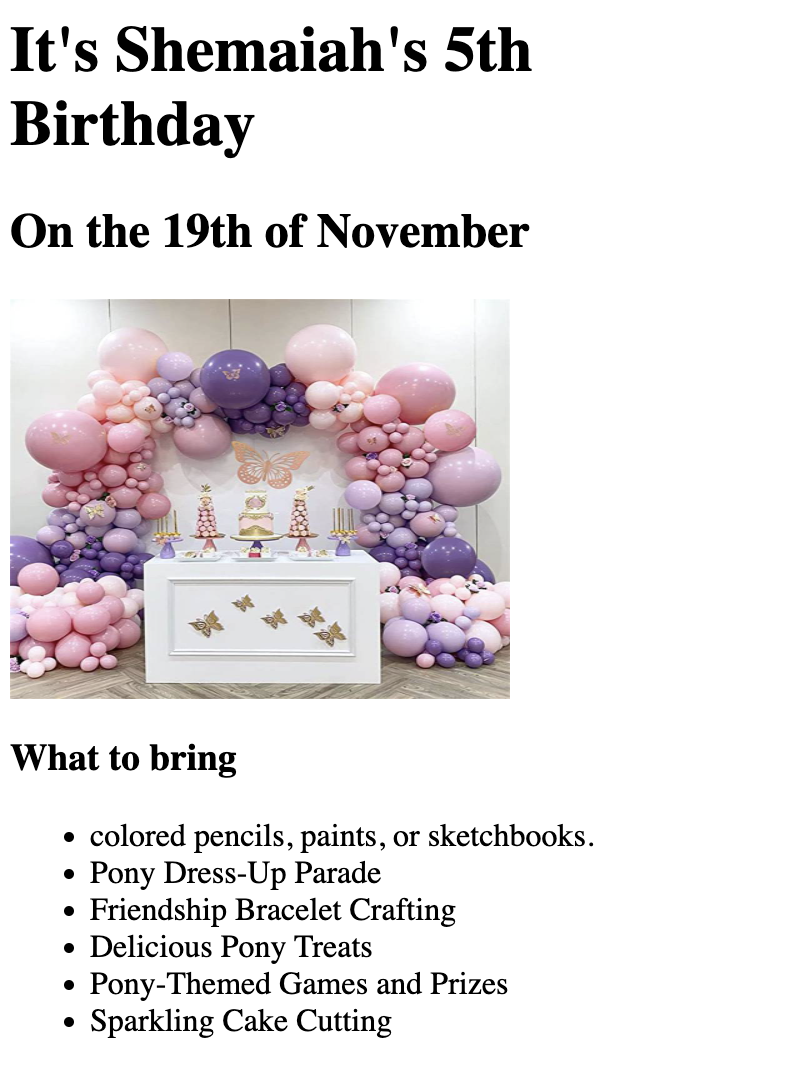 It's Shemaiah's 5th
Birthday
On the 19th of November
What to bring
colored pencils, paints, or sketchbooks.
Pony Dress-Up Parade
Friendship Bracelet Crafting
Delicious Pony Treats
Pony-Themed Games and Prizes
Sparkling Cake Cutting